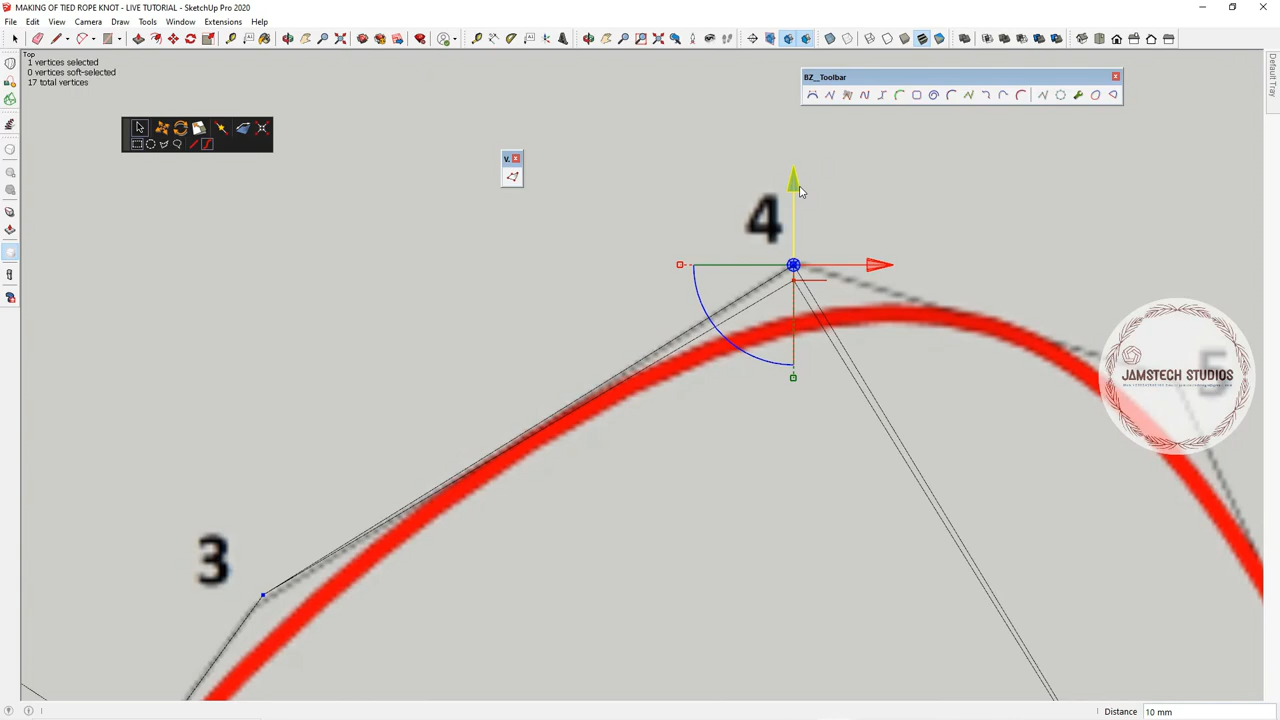 MAKING OF TIED ROPE KNOT - LIVE TUTORIAL - SketchUp Pro 2020
File Edit View Camera Draw Tools Window Extensions Help
Top
1 vertices selected
0 vertices soft-selected
17 total vertices
BZ__Toolbar
V.
4
5
JAMSTECH STUDIOS
3
Default Tray
Distance 10 mm